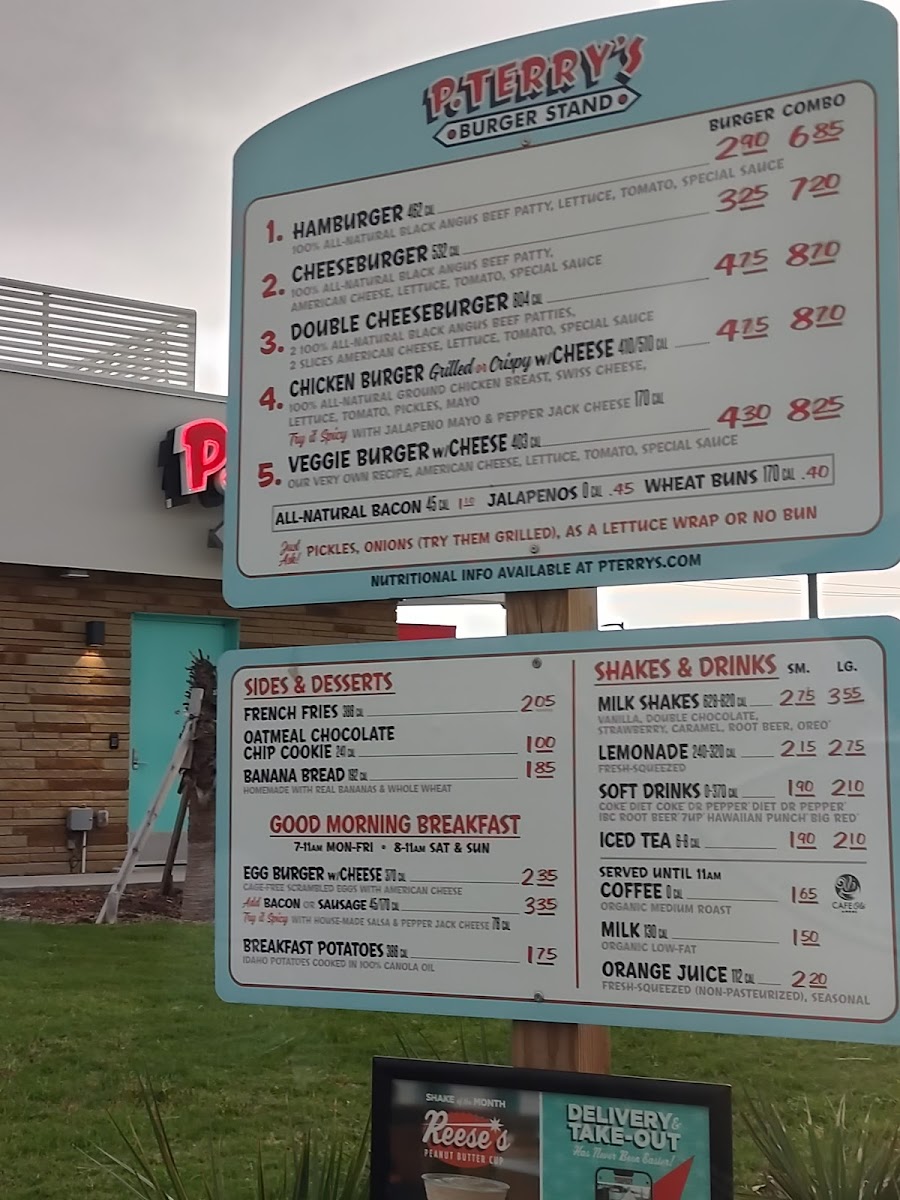 P.TERRY'S
BURGER STAND
BURGER COMBO
1. HAMBURGER 462 CAL 2.90 6.85
100% ALL-NATURAL BLACK ANGUS BEEF PATTY, LETTUCE, TOMATO, SPECIAL SAUCE
2. CHEESEBURGER 532 CAL 3.25 7.20
100% ALL-NATURAL BLACK ANGUS BEEF PATTY,
AMERICAN CHEESE, LETTUCE, TOMATO, SPECIAL SAUCE
3. DOUBLE CHEESEBURGER 804 CAL 4.75 8.70
2 100% ALL-NATURAL BLACK ANGUS BEEF PATTIES,
2 SLICES AMERICAN CHEESE, LETTUCE, TOMATO, SPECIAL SAUCE
4. CHICKEN BURGER Grilled or Crispy w/CHEESE 410/510 CAL 4.75 8.70
100% ALL-NATURAL GROUND CHICKEN BREAST, SWISS CHEESE,
LETTUCE, TOMATO, PICKLES, MAYO
Try it Spicy WITH JALAPENO MAYO & PEPPER JACK CHEESE 170 CAL
5. VEGGIE BURGER w/CHEESE 403 CAL 4.30 8.25
OUR VERY OWN RECIPE, AMERICAN CHEESE, LETTUCE, TOMATO, SPECIAL SAUCE
ALL-NATURAL BACON 45 CAL 1.10 JALAPENOS 0 CAL .45 WHEAT BUNS 170 CAL .40
Just Ask! PICKLES, ONIONS (TRY THEM GRILLED), AS A LETTUCE WRAP OR NO BUN
NUTRITIONAL INFO AVAILABLE AT PTERRYS.COM
P.
SIDES & DESSERTS
FRENCH FRIES 386 CAL 2.05
OATMEAL CHOCOLATE
CHIP COOKIE 241 CAL 1.00
BANANA BREAD 192 CAL 1.85
HOMEMADE WITH REAL BANANAS & WHOLE WHEAT
GOOD MORNING BREAKFAST
7-11AM MON-FRI • 8-11AM SAT & SUN
EGG BURGER w/CHEESE 370 CAL 2.35
CAGE-FREE SCRAMBLED EGGS WITH AMERICAN CHEESE
Add BACON OR SAUSAGE 45/170 CAL 3.35
Try it Spicy WITH HOUSE-MADE SALSA & PEPPER JACK CHEESE 78 CAL
BREAKFAST POTATOES 386 CAL 1.75
IDAHO POTATOES COOKED IN 100% CANOLA OIL
SHAKES & DRINKS SM. LG.
MILK SHAKES 628-820 CAL 2.75 3.55
VANILLA, DOUBLE CHOCOLATE,
STRAWBERRY, CARAMEL, ROOT BEER, OREO
LEMONADE 240-320 CAL 2.15 2.75
FRESH-SQUEEZED
SOFT DRINKS 0-370 CAL 1.90 2.10
COKE DIET COKE DR PEPPER DIET DR PEPPER
IBC ROOT BEER 7UP HAWAIIAN PUNCH BIG RED
ICED TEA 6-8 CAL 1.90 2.10
SERVED UNTIL 11AM
COFFEE 0 CAL 1.65
ORGANIC MEDIUM ROAST
MILK 130 CAL 1.50
ORGANIC LOW-FAT
ORANGE JUICE 112 CAL 2.20
FRESH-SQUEEZED (NON-PASTEURIZED), SEASONAL
SHAKE of the MONTH
Reese's
PEANUT BUTTER CUP
DELIVERY &
TAKE-OUT
Has Never Been Easier!